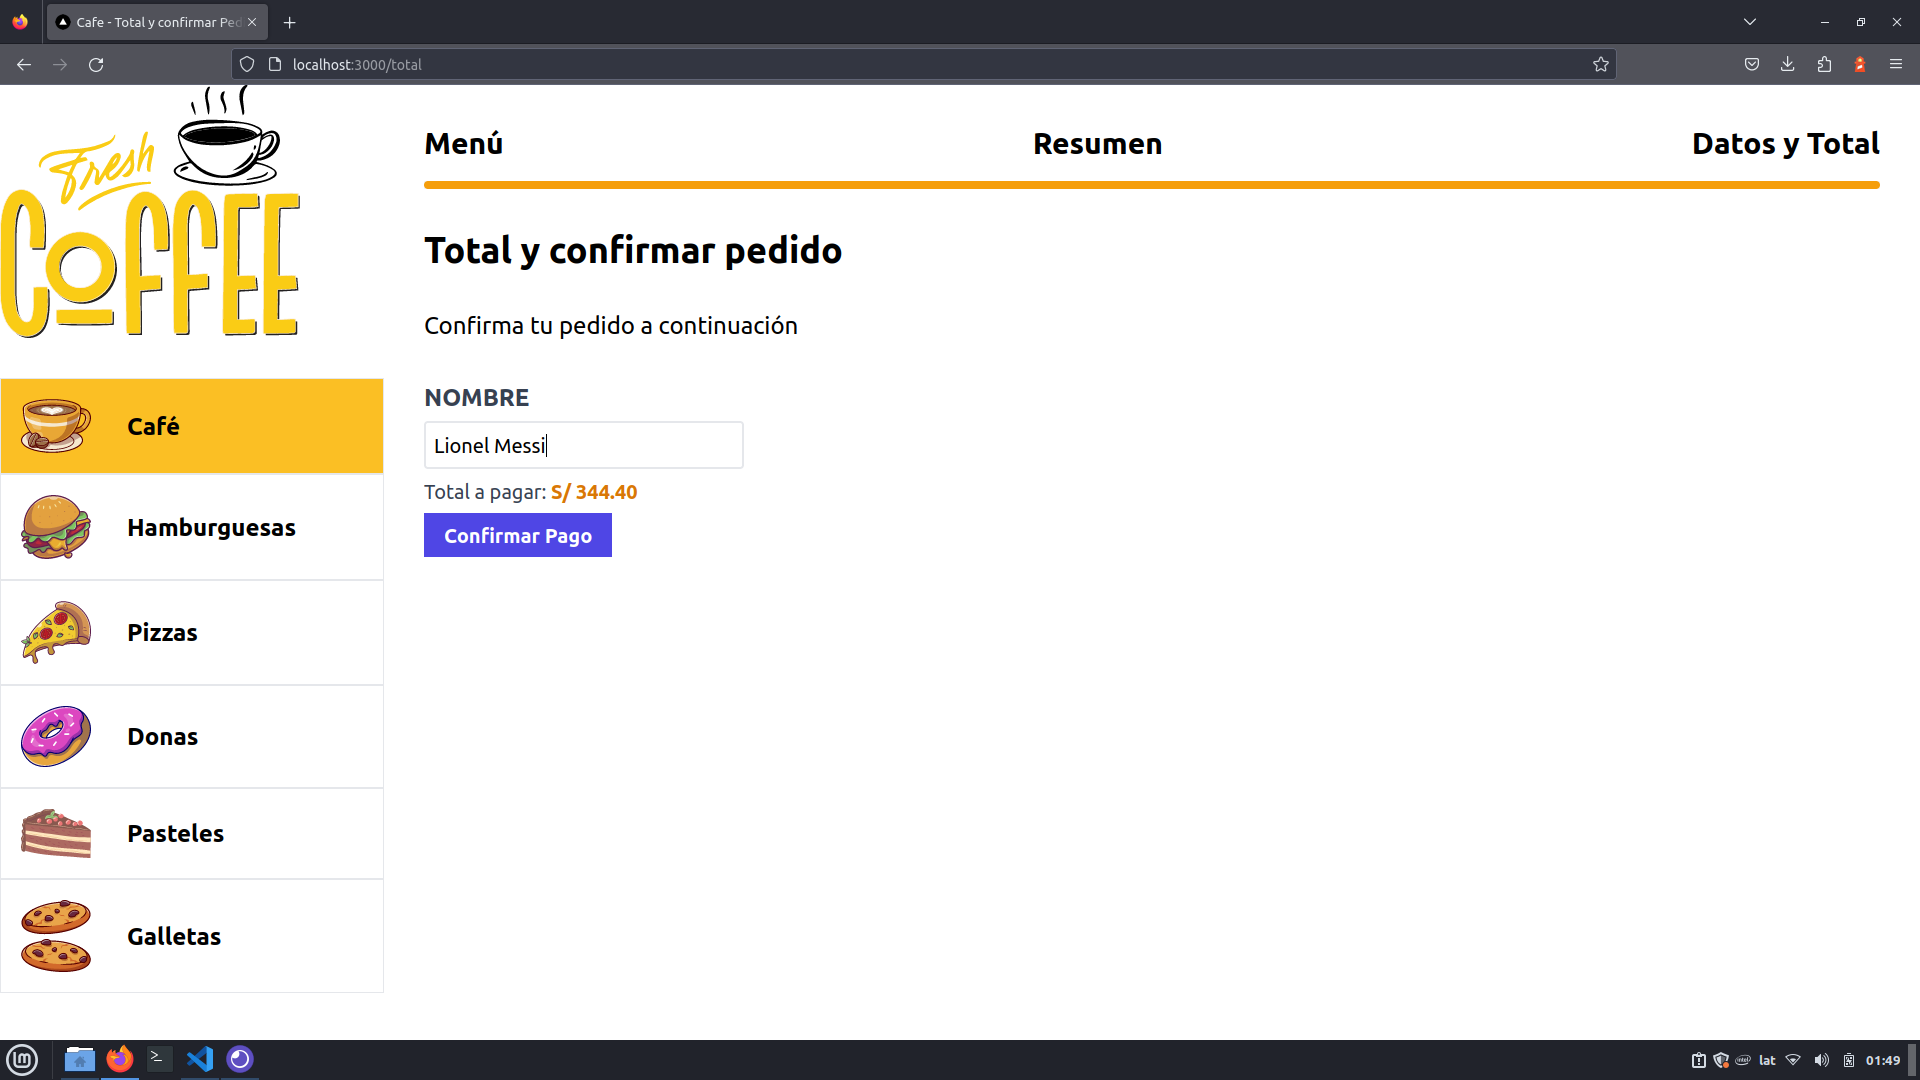 Cafe - Total y confirmar Ped
localhost:3000/total
Fresh
COFFEE
Menú
Resumen
Datos y Total
Total y confirmar pedido
Confirma tu pedido a continuación
NOMBRE
Lionel Messi
Total a pagar: S/ 344.40
Confirmar Pago
Café
Hamburguesas
Pizzas
Donas
Pasteles
Galletas
lat
01:49